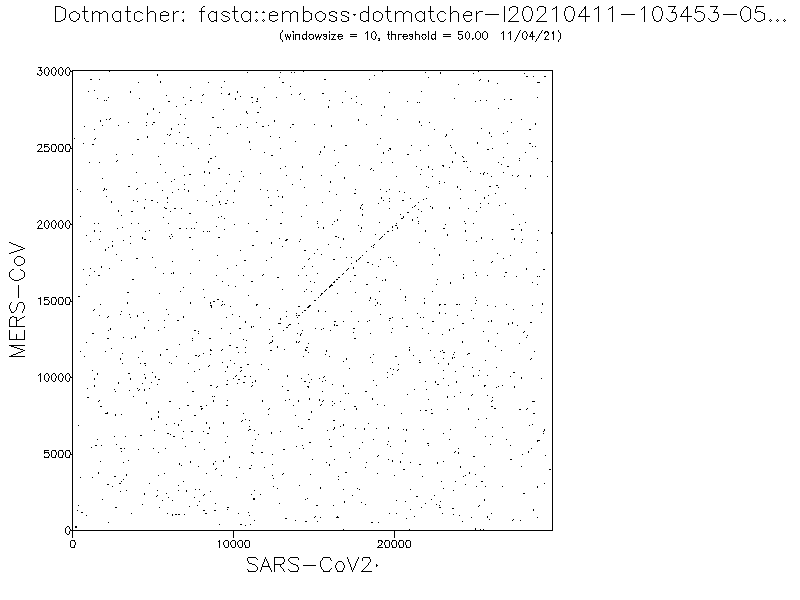 Dotmatcher: fasta::emboss-dotmatcher-I20210411-103453-05...
(windowsize = 10, threshold = 50.00  11/04/21)
30000
25000
20000
15000
10000
5000
0
MERS-CoV
0 10000 20000
SARS-CoV2-